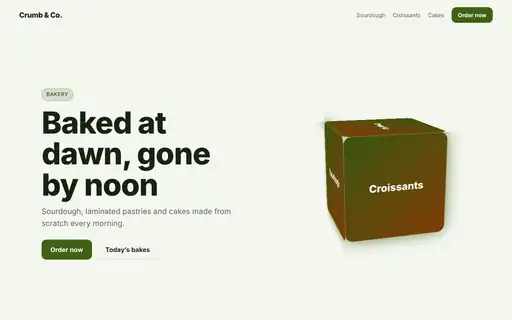 Crumb & Co.
Sourdough
Croissants
Cakes
Order now
BAKERY
Baked at
dawn, gone
by noon
Sourdough, laminated pastries and cakes made from
scratch every morning.
Order now
Today's bakes
Croissants